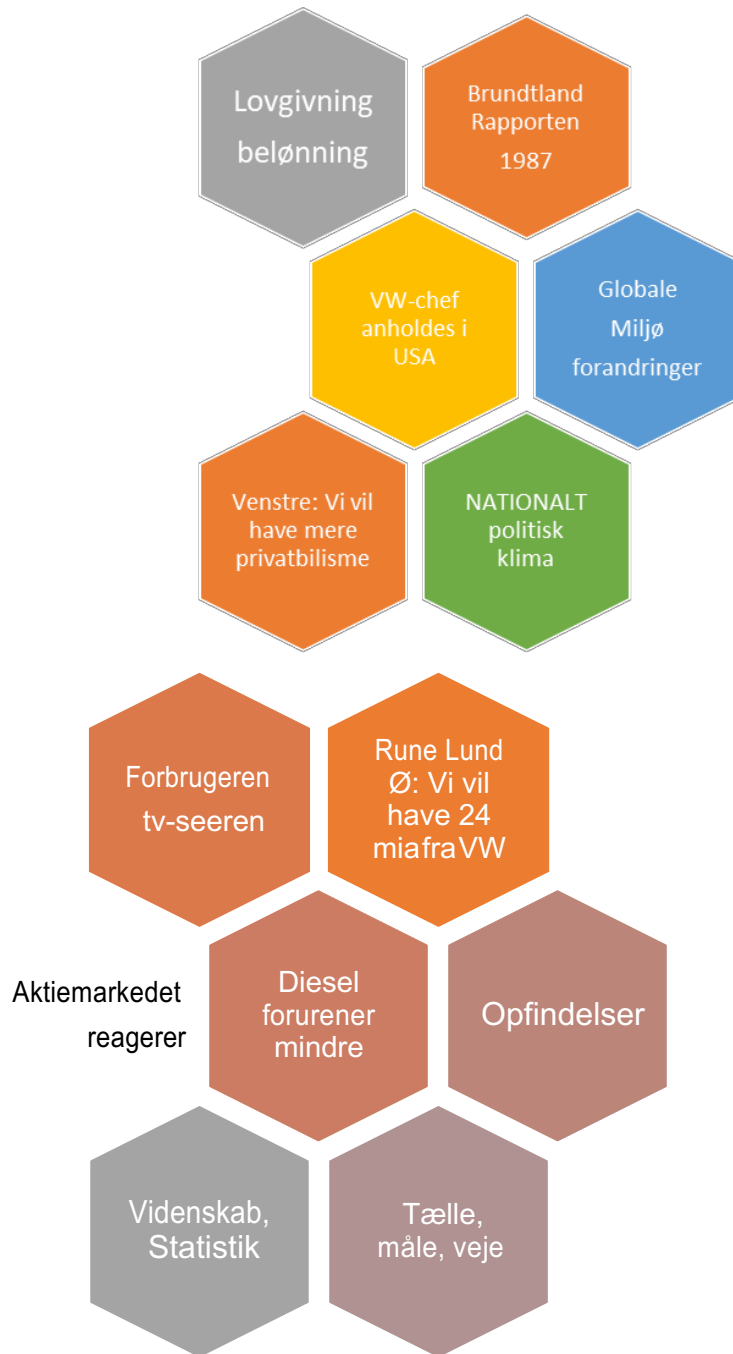 Lovgivning
belønning
Brundtland
Rapporten
1987
VW-chef
anholdes i
USA
Globale
Miljø
forandringer
Venstre: Vi vil
have mere
privatbilisme
NATIONALT
politisk
klima
Forbrugeren
tv-seeren
Rune Lund
Ø: Vi vil
have 24
miafraVW
Aktiemarkedet
reagerer
Diesel
forurener
mindre
Opfindelser
Videnskab,
Statistik
Tælle,
måle, veje